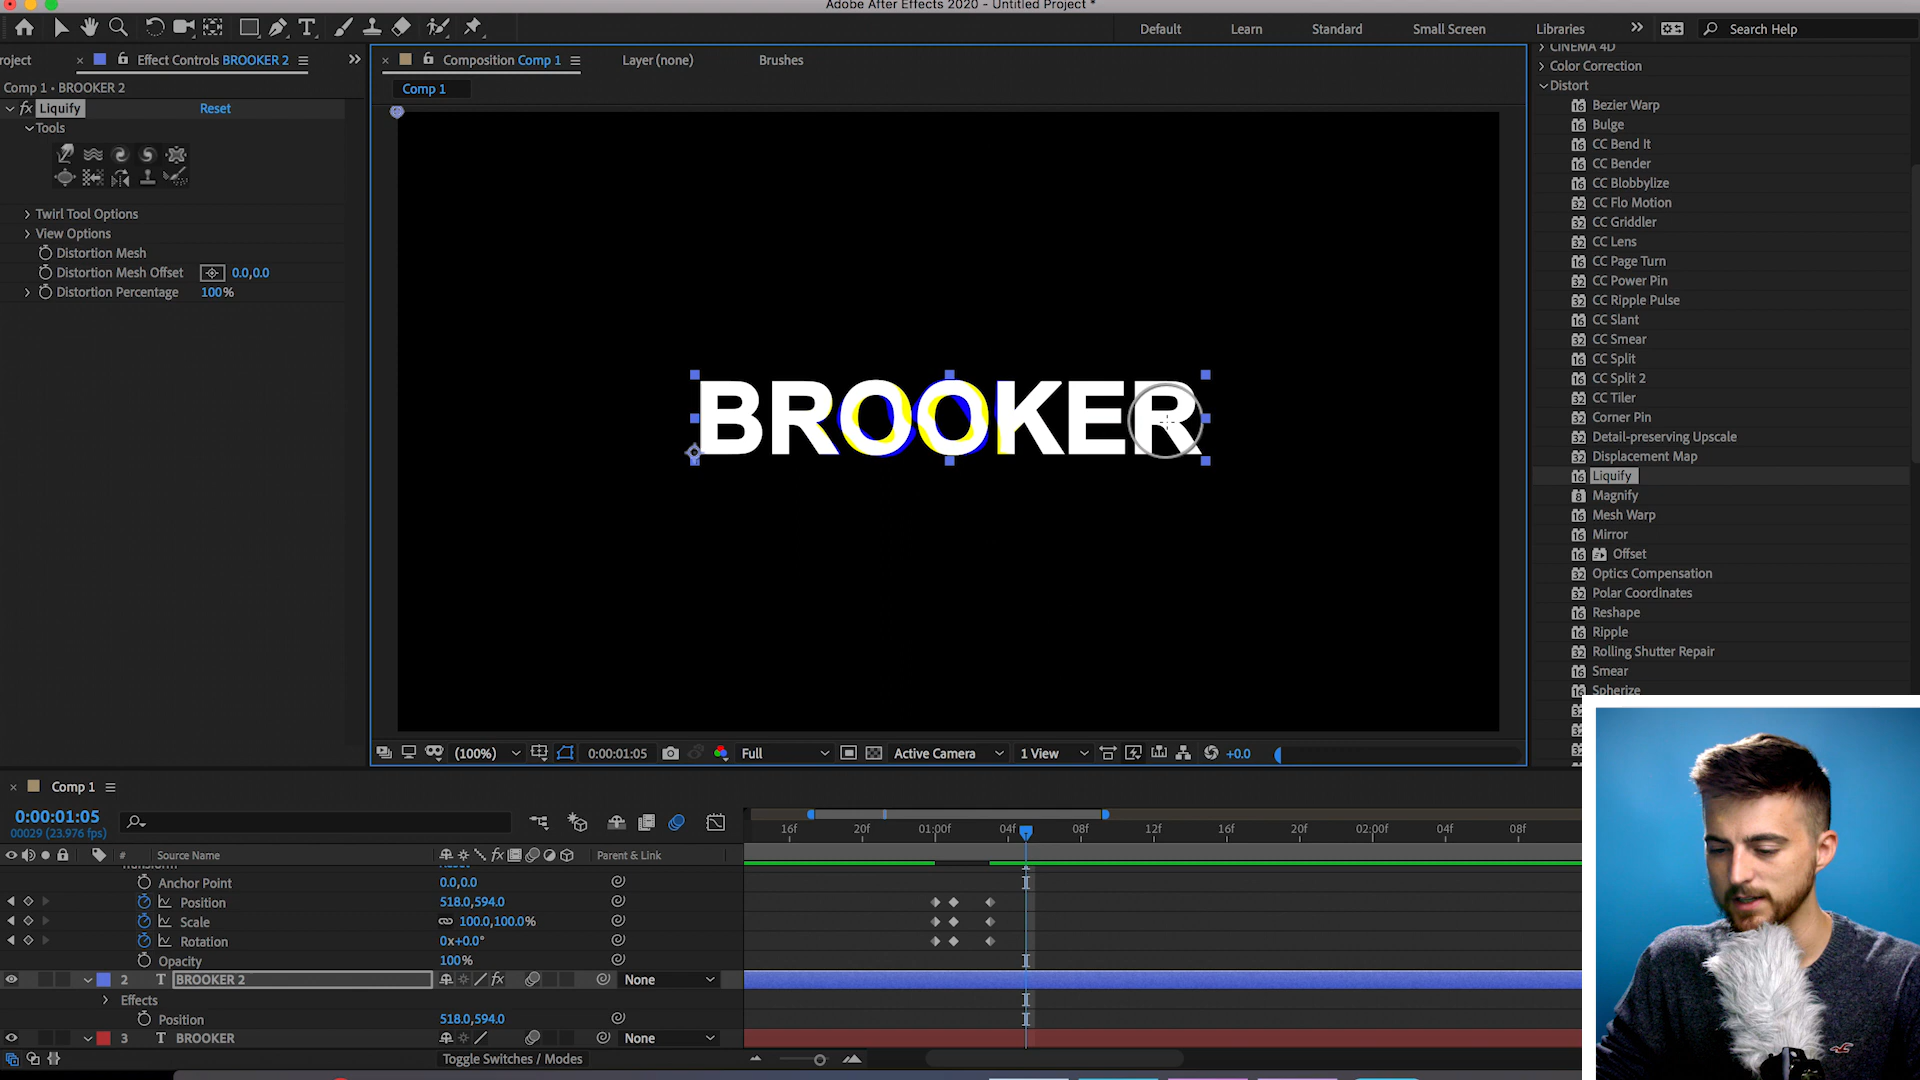 Adobe After Effects 2020 - Untitled Project *
Default
Learn
Standard
Small Screen
Libraries
Search Help
roject
Effect Controls BROOKER 2
Composition Comp 1
Layer (none)
Brushes
Comp 1 • BROOKER 2
Comp 1
fx Liquify
Reset
Tools
Twirl Tool Options
View Options
Distortion Mesh
Distortion Mesh Offset
0.0,0.0
Distortion Percentage
100%
BROOKER
CINEMA 4D
Color Correction
Distort
Bezier Warp
Bulge
CC Bend It
CC Bender
CC Blobbylize
CC Flo Motion
CC Griddler
CC Lens
CC Page Turn
CC Power Pin
CC Ripple Pulse
CC Slant
CC Smear
CC Split
CC Split 2
CC Tiler
Corner Pin
Detail-preserving Upscale
Displacement Map
Liquify
Magnify
Mesh Warp
Mirror
Offset
Optics Compensation
Polar Coordinates
Reshape
Ripple
Rolling Shutter Repair
Smear
Spherize
(100%)
0:00:01:05
Full
Active Camera
1 View
+0.0
Comp 1
0:00:01:05
00029 (23.976 fps)
16f
20f
01:00f
04f
08f
12f
16f
20f
02:00f
04f
08f
#
Source Name
Parent & Link
Transform
Reset
Anchor Point
0.0,0.0
Position
518.0,594.0
Scale
100.0,100.0%
Rotation
0x+0.0°
Opacity
100%
2
T
BROOKER 2
fx
None
Effects
Position
518.0,594.0
3
T
BROOKER
None
Toggle Switches / Modes